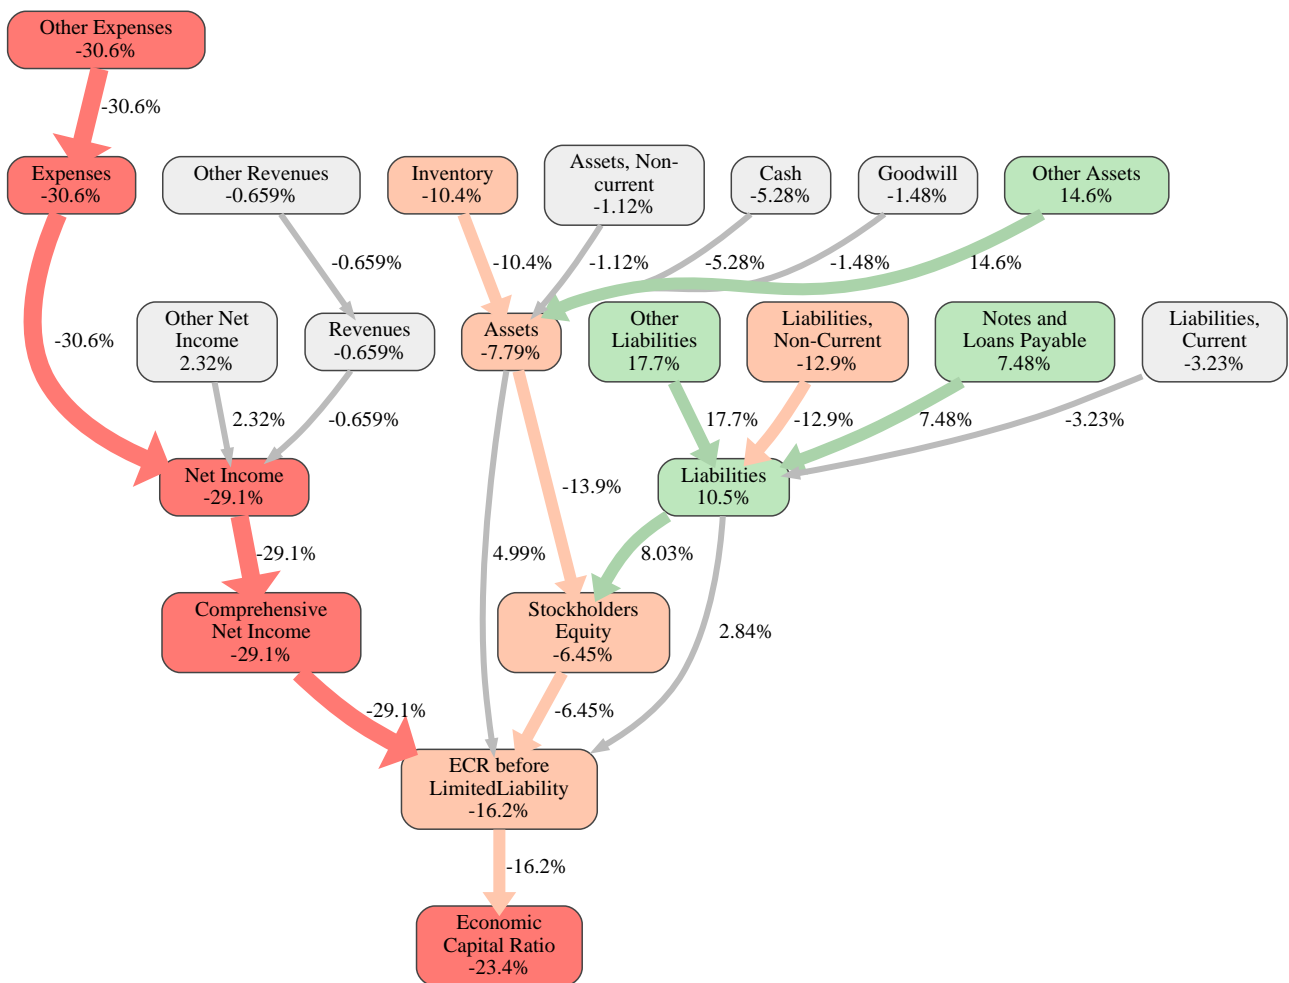 Other Expenses
-30.6%
-30.6%
Expenses
-30.6%
Other Revenues
-0.659%
Inventory
-10.4%
Assets, Non-
current
-1.12%
Cash
-5.28%
Goodwill
-1.48%
Other Assets
14.6%
-0.659%
-10.4%
-1.12%
-5.28%
-1.48%
14.6%
-30.6%
Other Net
Income
2.32%
Revenues
-0.659%
Assets
-7.79%
Other
Liabilities
17.7%
Liabilities,
Non-Current
-12.9%
Notes and
Loans Payable
7.48%
Liabilities,
Current
-3.23%
2.32%
-0.659%
17.7%
-12.9%
7.48%
-3.23%
Net Income
-29.1%
-13.9%
Liabilities
10.5%
-29.1%
4.99%
8.03%
Comprehensive
Net Income
-29.1%
Stockholders
Equity
-6.45%
2.84%
-29.1%
-6.45%
ECR before
LimitedLiability
-16.2%
-16.2%
Economic
Capital Ratio
-23.4%